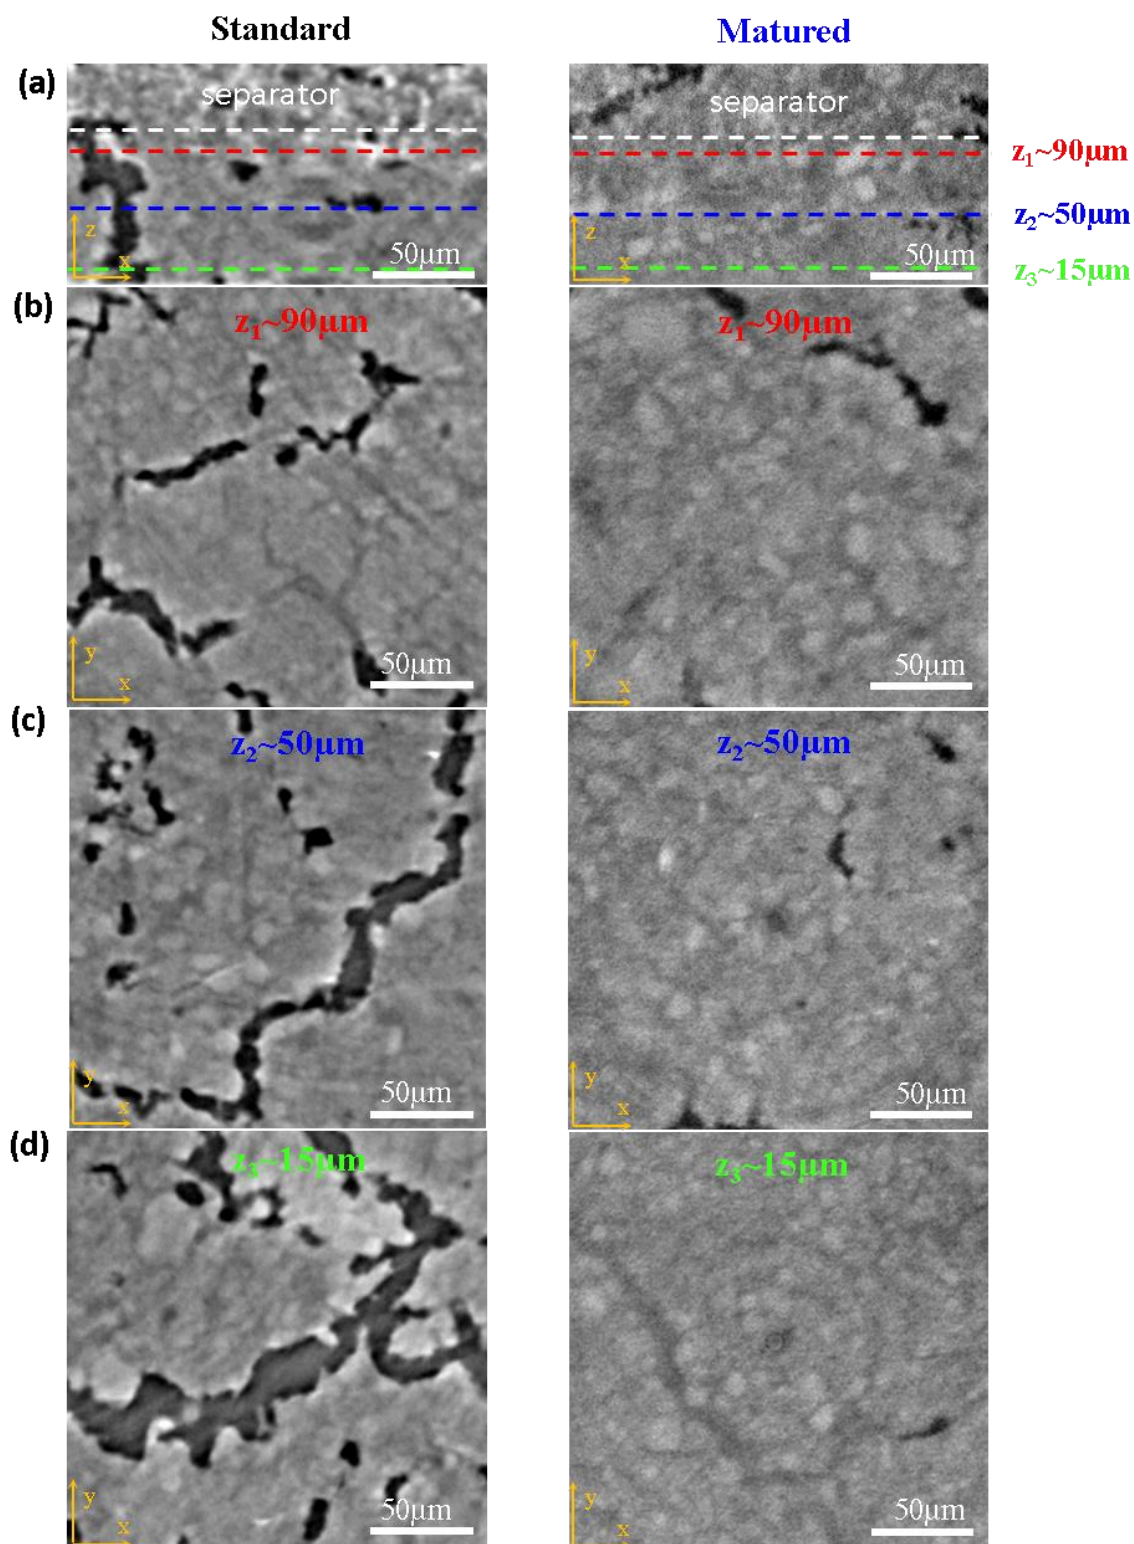 Standard Matured
(a)
separator separator
z₁~90µm
z₂~50µm
z₃~15µm
z x 50µm z x 50µm
(b)
z₁~90µm z₁~90µm
y x 50µm y x 50µm
(c)
z₂~50µm z₂~50µm
y x 50µm y x 50µm
(d)
z₃~15µm z₃~15µm
y x 50µm y x 50µm